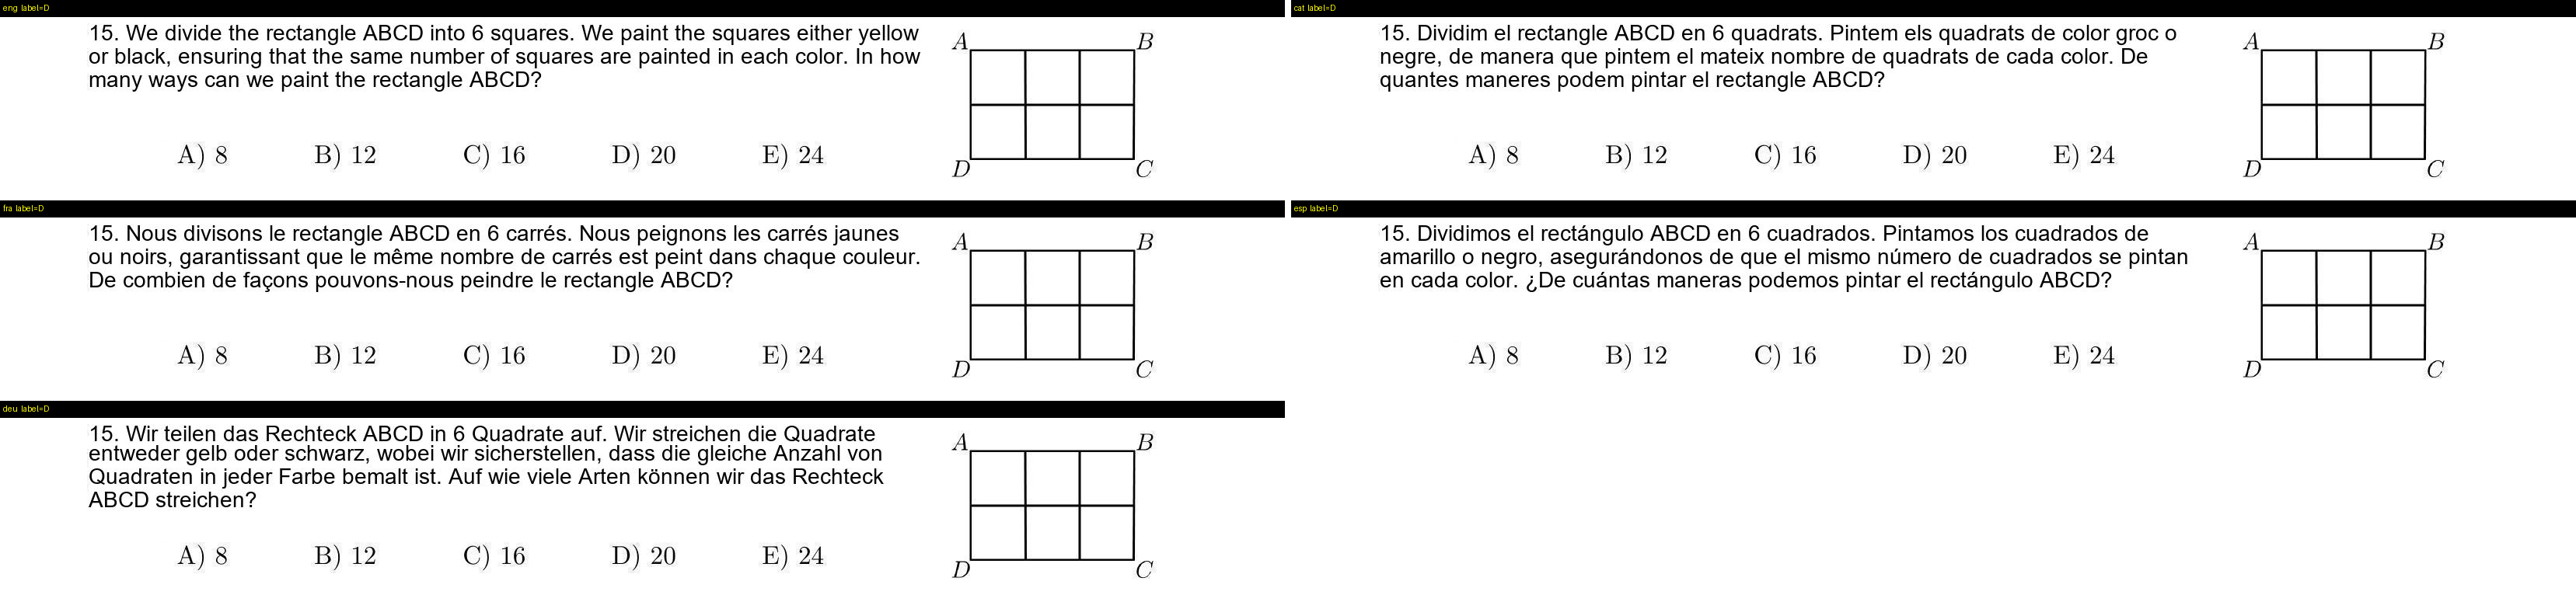 eng label=D
15. We divide the rectangle ABCD into 6 squares. We paint the squares either yellow
or black, ensuring that the same number of squares are painted in each color. In how
many ways can we paint the rectangle ABCD?
A B
D C
A) 8 B) 12 C) 16 D) 20 E) 24
cat label=D
15. Dividim el rectangle ABCD en 6 quadrats. Pintem els quadrats de color groc o
negre, de manera que pintem el mateix nombre de quadrats de cada color. De
quantes maneres podem pintar el rectangle ABCD?
A B
D C
A) 8 B) 12 C) 16 D) 20 E) 24
fra label=D
15. Nous divisons le rectangle ABCD en 6 carrés. Nous peignons les carrés jaunes
ou noirs, garantissant que le même nombre de carrés est peint dans chaque couleur.
De combien de façons pouvons-nous peindre le rectangle ABCD?
A B
D C
A) 8 B) 12 C) 16 D) 20 E) 24
esp label=D
15. Dividimos el rectángulo ABCD en 6 cuadrados. Pintamos los cuadrados de
amarillo o negro, asegurándonos de que el mismo número de cuadrados se pintan
en cada color. ¿De cuántas maneras podemos pintar el rectángulo ABCD?
A B
D C
A) 8 B) 12 C) 16 D) 20 E) 24
deu label=D
15. Wir teilen das Rechteck ABCD in 6 Quadrate auf. Wir streichen die Quadrate
entweder gelb oder schwarz, wobei wir sicherstellen, dass die gleiche Anzahl von
Quadraten in jeder Farbe bemalt ist. Auf wie viele Arten können wir das Rechteck
ABCD streichen?
A B
D C
A) 8 B) 12 C) 16 D) 20 E) 24